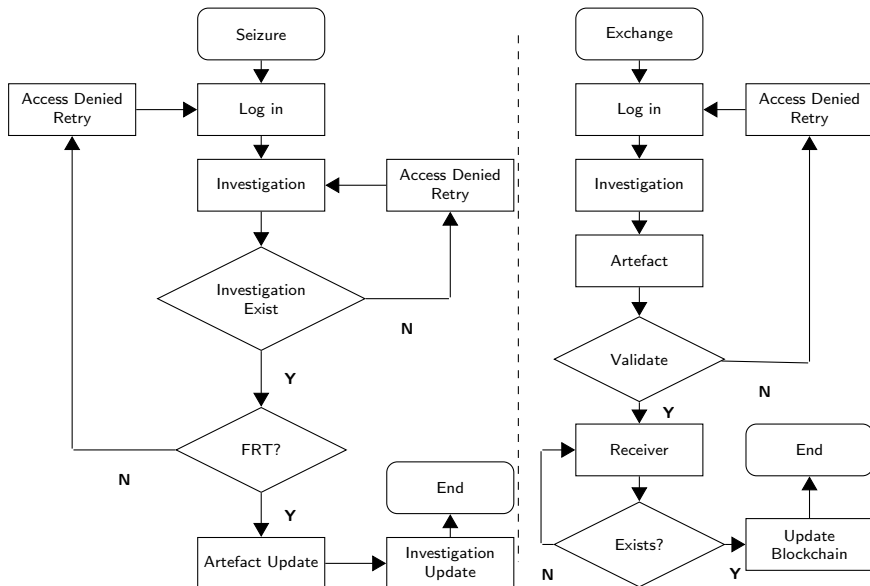 Seizure
Log in
Access Denied
Retry
Investigation
Access Denied
Retry
Investigation
Exist
N
Y
FRT?
N
Y
Artefact Update
Investigation
Update
End
Exchange
Log in
Access Denied
Retry
Investigation
Artefact
Validate
N
Y
Receiver
Exists?
N
Y
Update
Blockchain
End